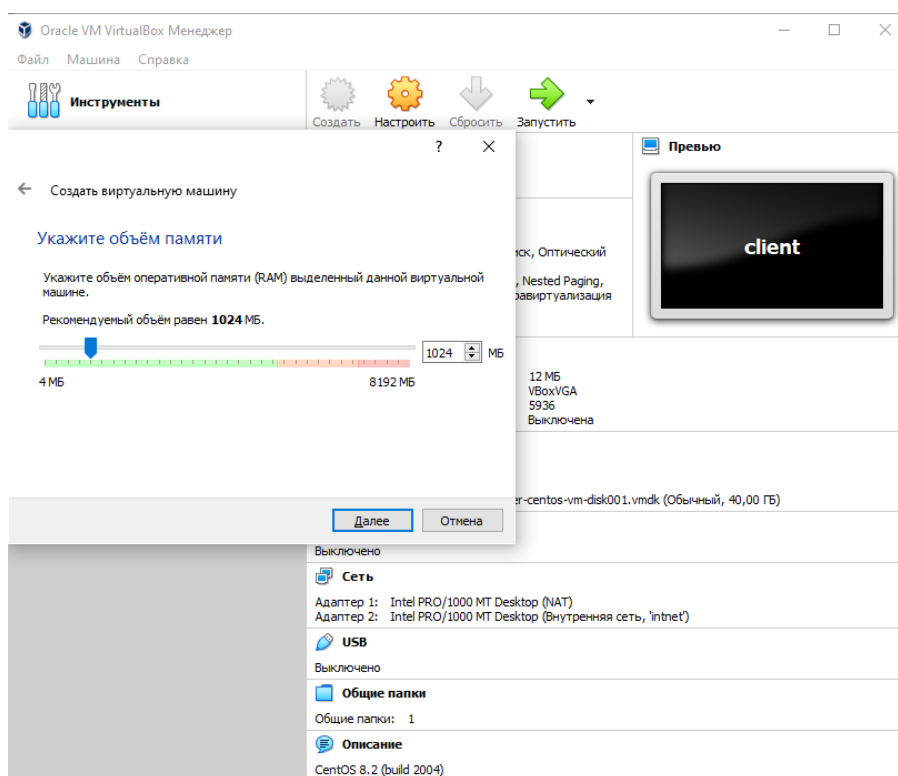 Oracle VM VirtualBox Менеджер
Файл Машина Справка
Инструменты
Создать Настроить Сбросить Запустить
? 
Создать виртуальную машину
Укажите объём памяти
Укажите объём оперативной памяти (RAM) выделенный данной виртуальной
машине.
Рекомендуемый объём равен 1024 МБ.
1024 МБ
4 МБ 8192 МБ
Далее Отмена
Превью
client
ск, Оптический
, Nested Paging,
равиртуализация
12 МБ
VBoxVGA
5936
Выключена
er-centos-vm-disk001.vmdk (Обычный, 40,00 ГБ)
Выключено
Сеть
Адаптер 1: Intel PRO/1000 MT Desktop (NAT)
Адаптер 2: Intel PRO/1000 MT Desktop (Внутренняя сеть, 'intnet')
USB
Выключено
Общие папки
Общие папки: 1
Описание
CentOS 8.2 (build 2004)